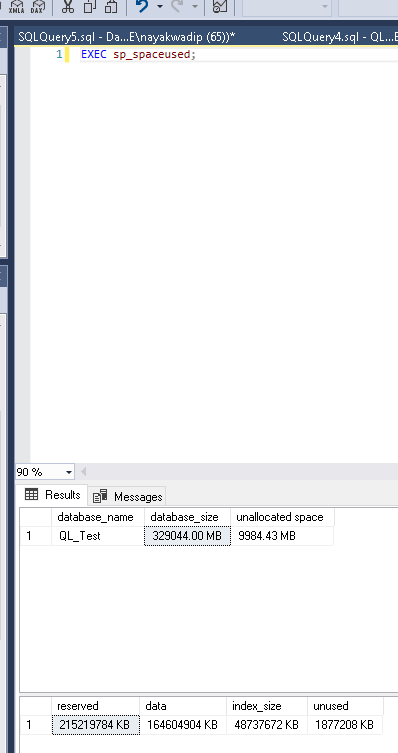 XMLA DAX
SQLQuery5.sql - Da...E\nayakwadip (65))* SQLQuery4.sql - QL...E
1 EXEC sp_spaceused;
90 %
Results Messages
database_name database_size unallocated space
1 QL_Test 329044.00 MB 9984.43 MB
reserved data index_size unused
1 215219784 KB 164604904 KB 48737672 KB 1877208 KB